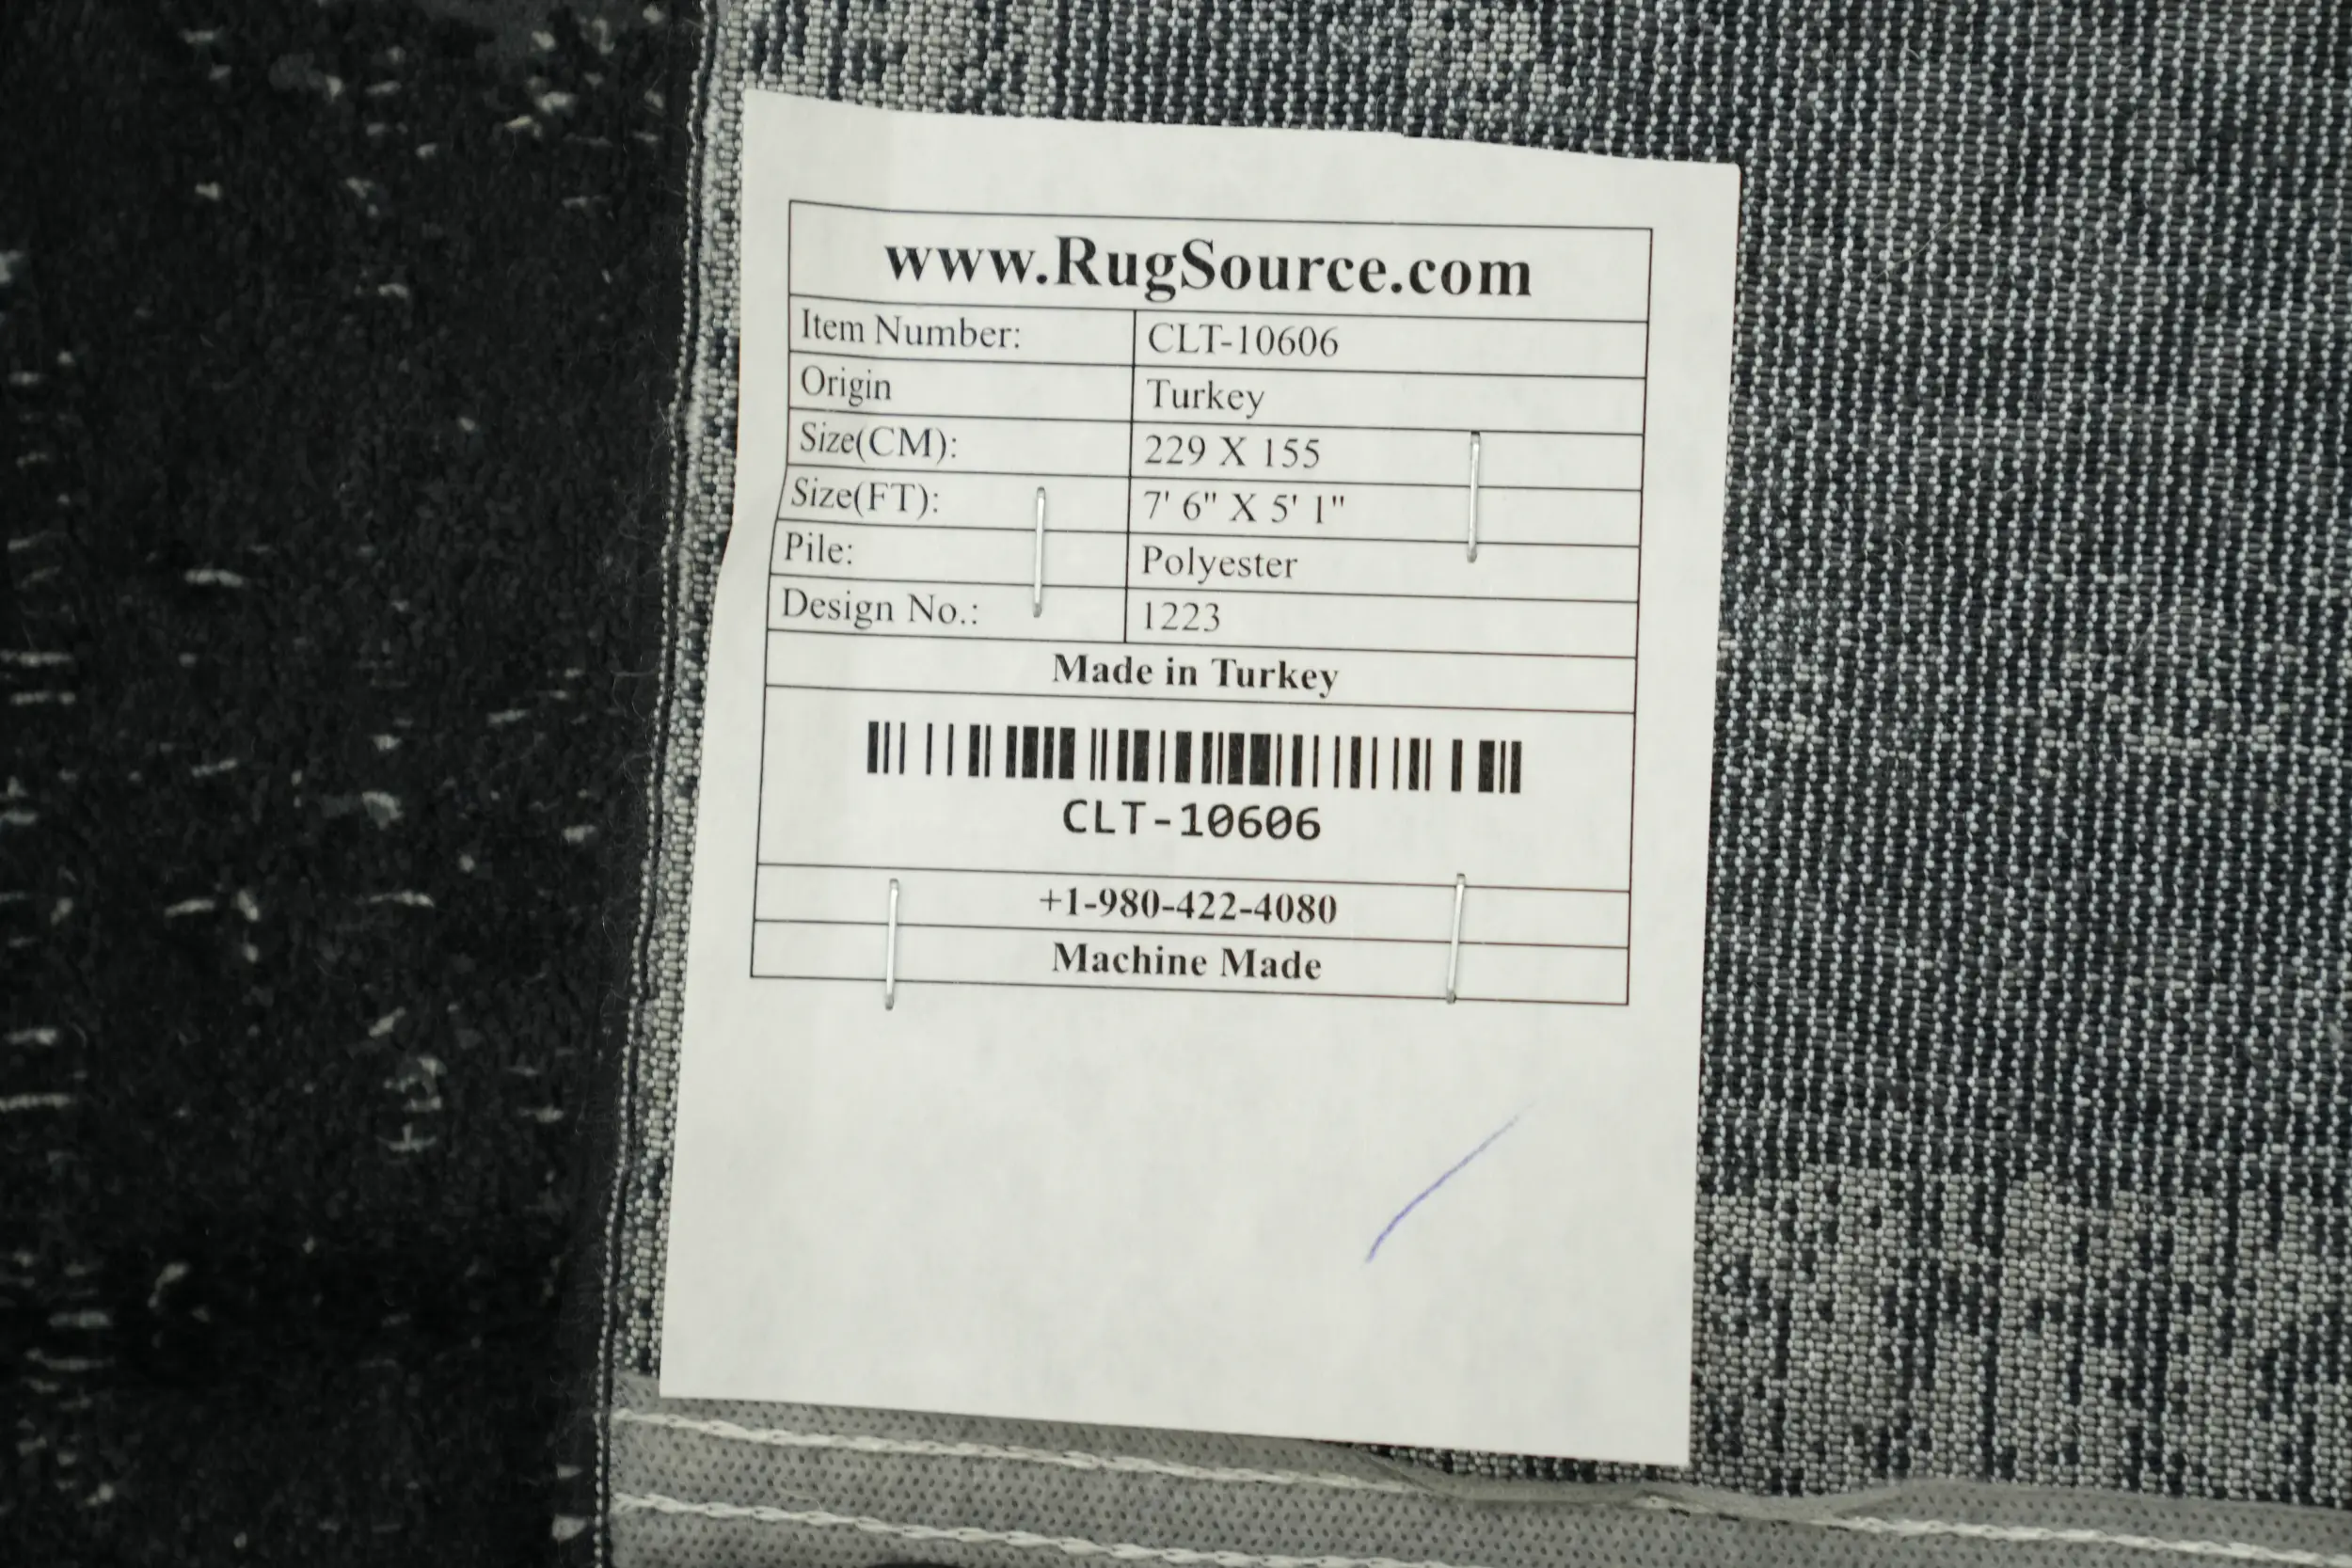 www.RugSource.com
Item Number: CLT-10606
Origin Turkey
Size(CM): 229 X 155
Size(FT): 7' 6" X 5' 1"
Pile: Polyester
Design No.: 1223
Made in Turkey
CLT-10606
+1-980-422-4080
Machine Made